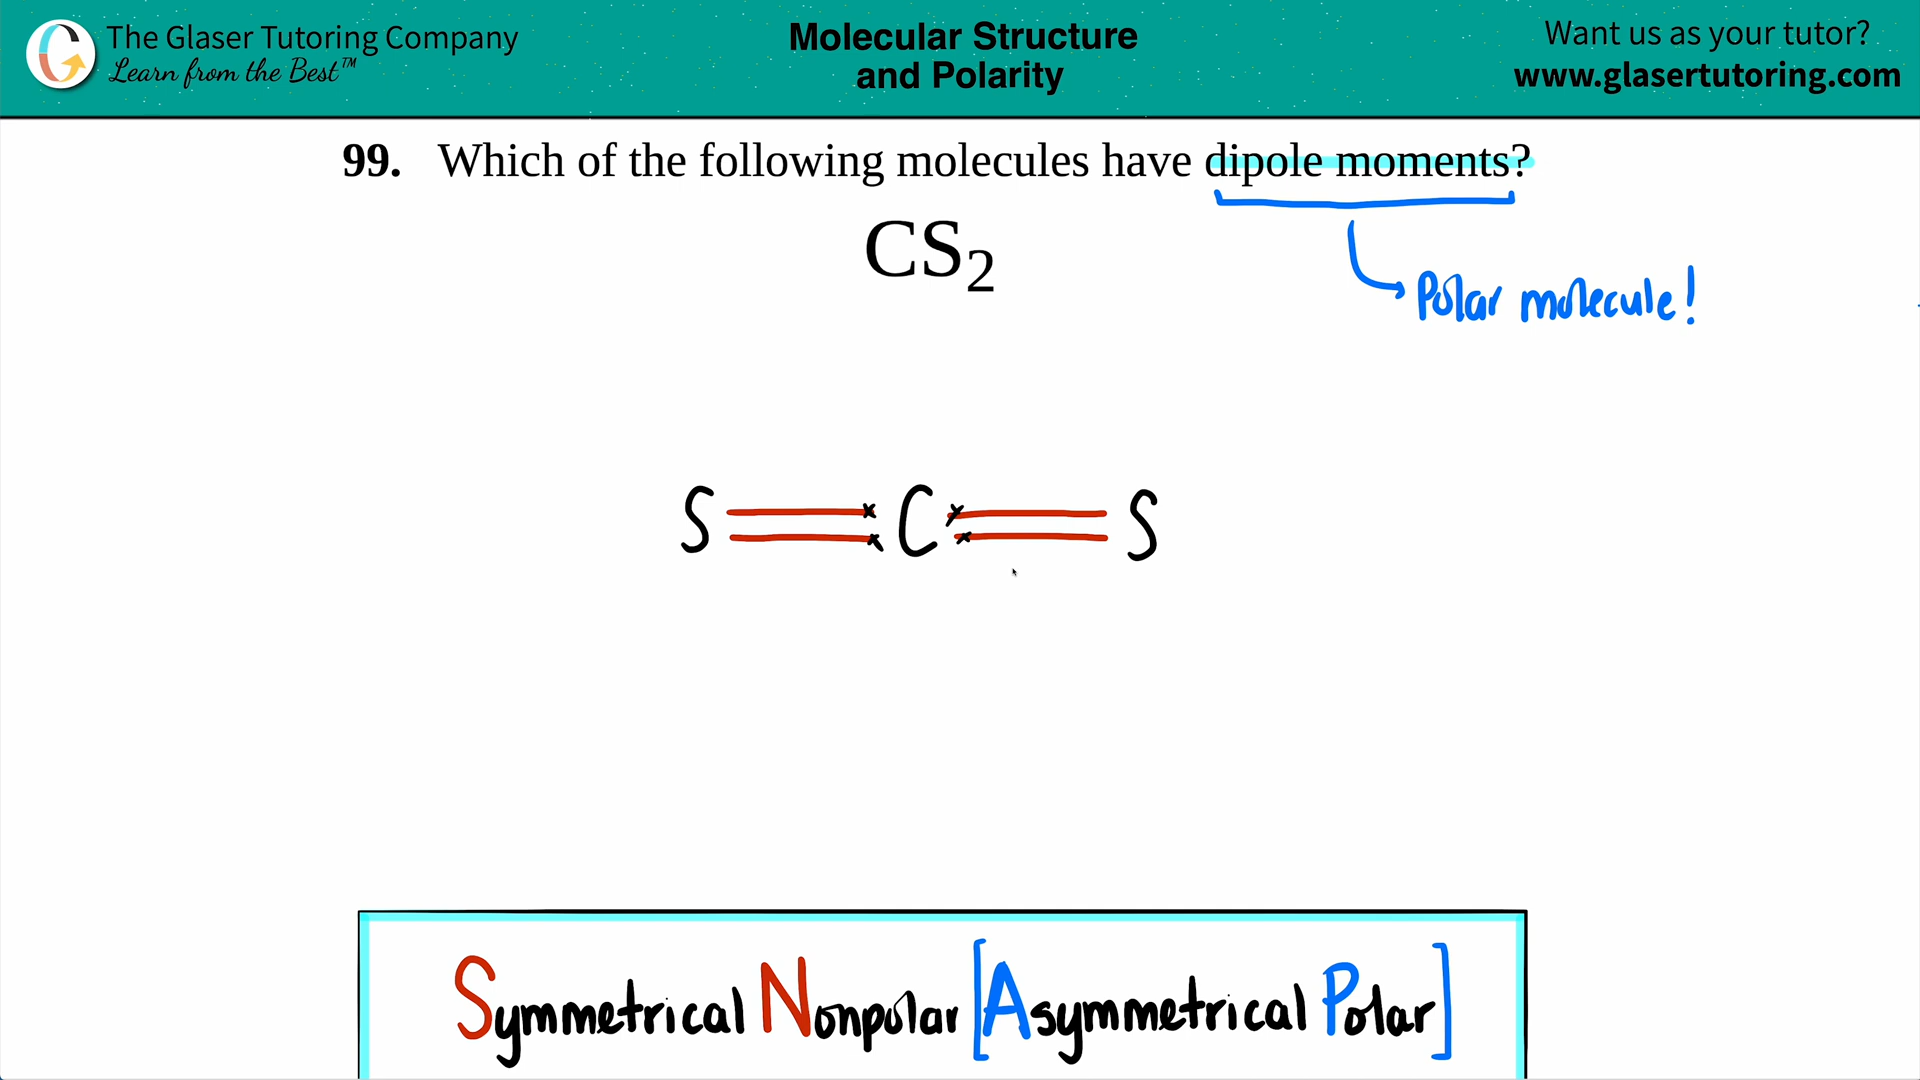 The Glaser Tutoring Company
Learn from the Best™
Molecular Structure
and Polarity
Want us as your tutor?
www.glasertutoring.com
99. Which of the following molecules have dipole moments?
CS₂
Polar molecule!
S C S
Symmetrical Nonpolar [Asymmetrical Polar]